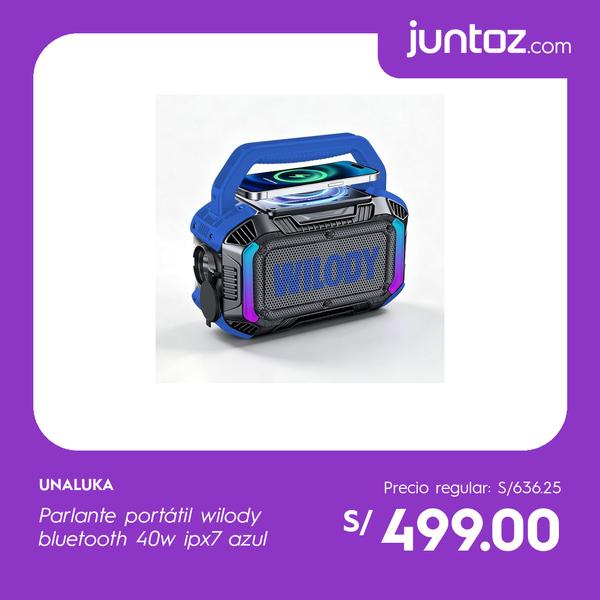 juntoz.com
WILODY
UNALUKA
Parlante portátil wilody
bluetooth 40w ipx7 azul
Precio regular: S/636.25
S/ 499.00